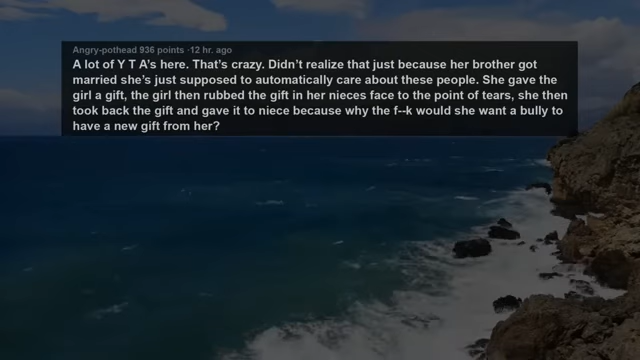 Angry-pothead 936 points ·12 hr. ago
A lot of Y T A's here. That's crazy. Didn't realize that just because her brother got
married she's just supposed to automatically care about these people. She gave the
girl a gift, the girl then rubbed the gift in her nieces face to the point of tears, she then
took back the gift and gave it to niece because why the f--k would she want a bully to
have a new gift from her?